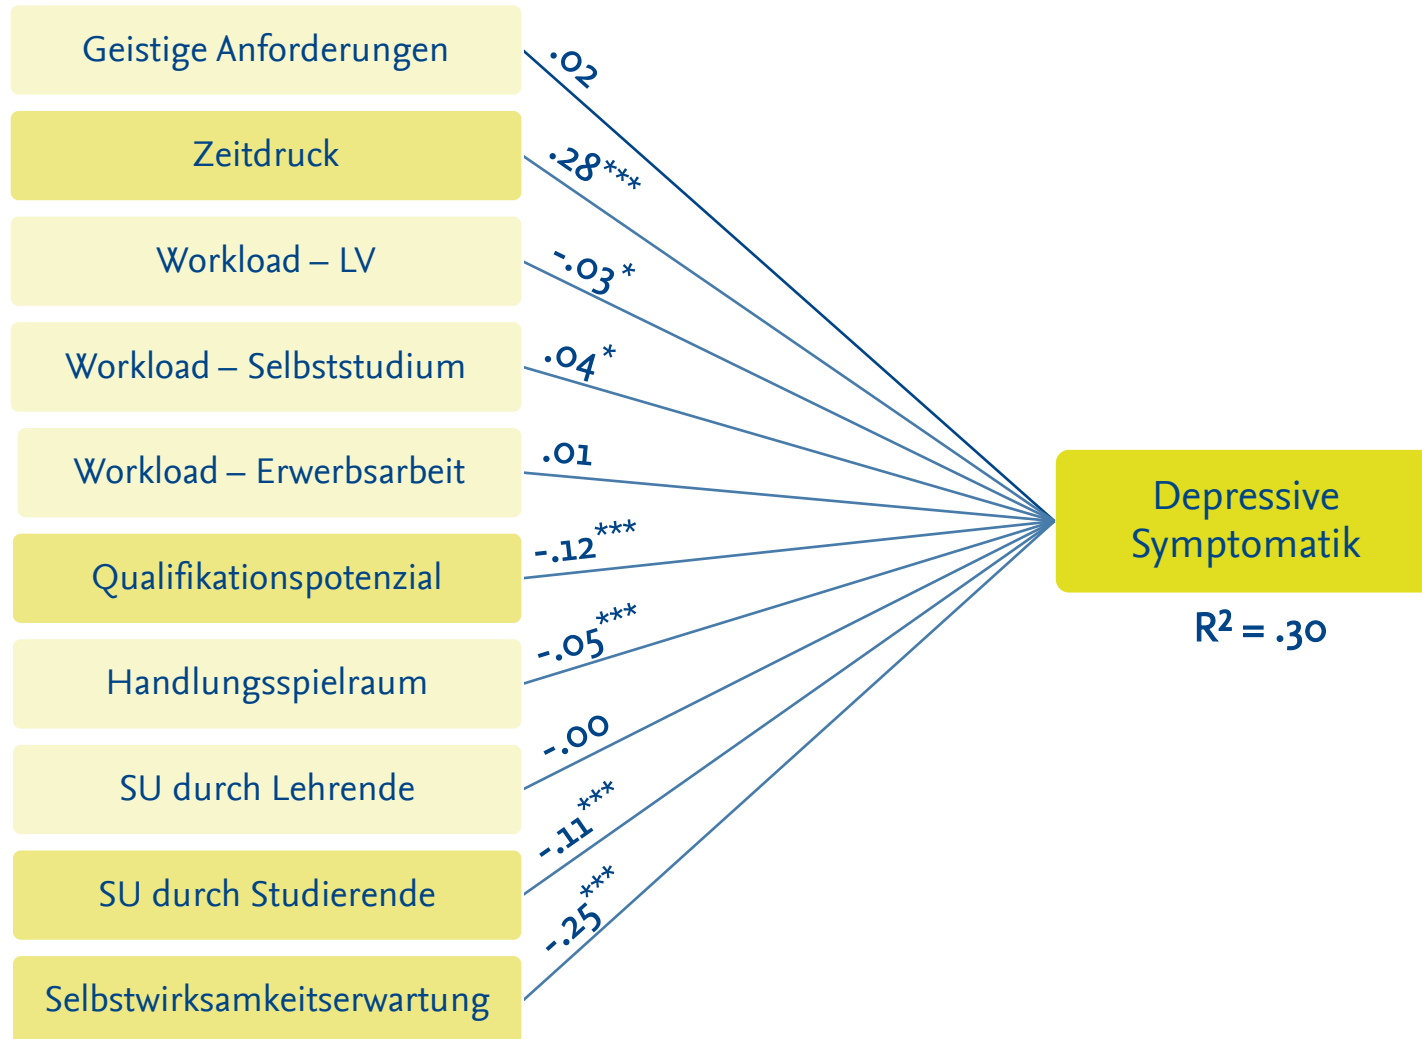 Geistige Anforderungen
.02
Zeitdruck
.28***
Workload – LV
-.03*
Workload – Selbststudium
.04*
Workload – Erwerbsarbeit
.01
Qualifikationspotenzial
-.12***
Handlungsspielraum
-.05***
SU durch Lehrende
-.00
SU durch Studierende
-.11***
Selbstwirksamkeitserwartung
-.25***
Depressive
Symptomatik
R² = .30